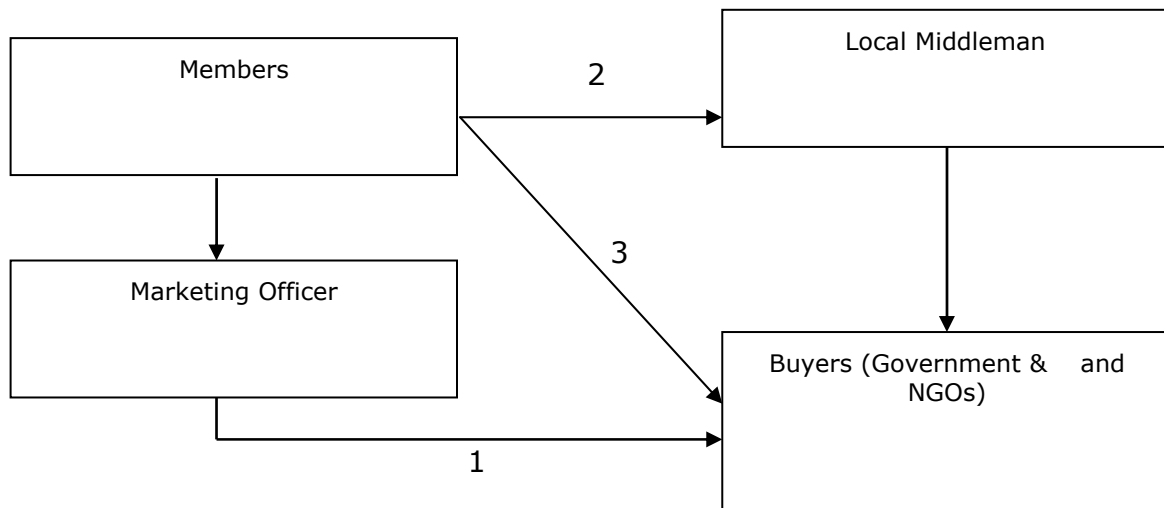 Local Middleman
Members
2
3
Marketing Officer
Buyers (Government & and
NGOs)
1